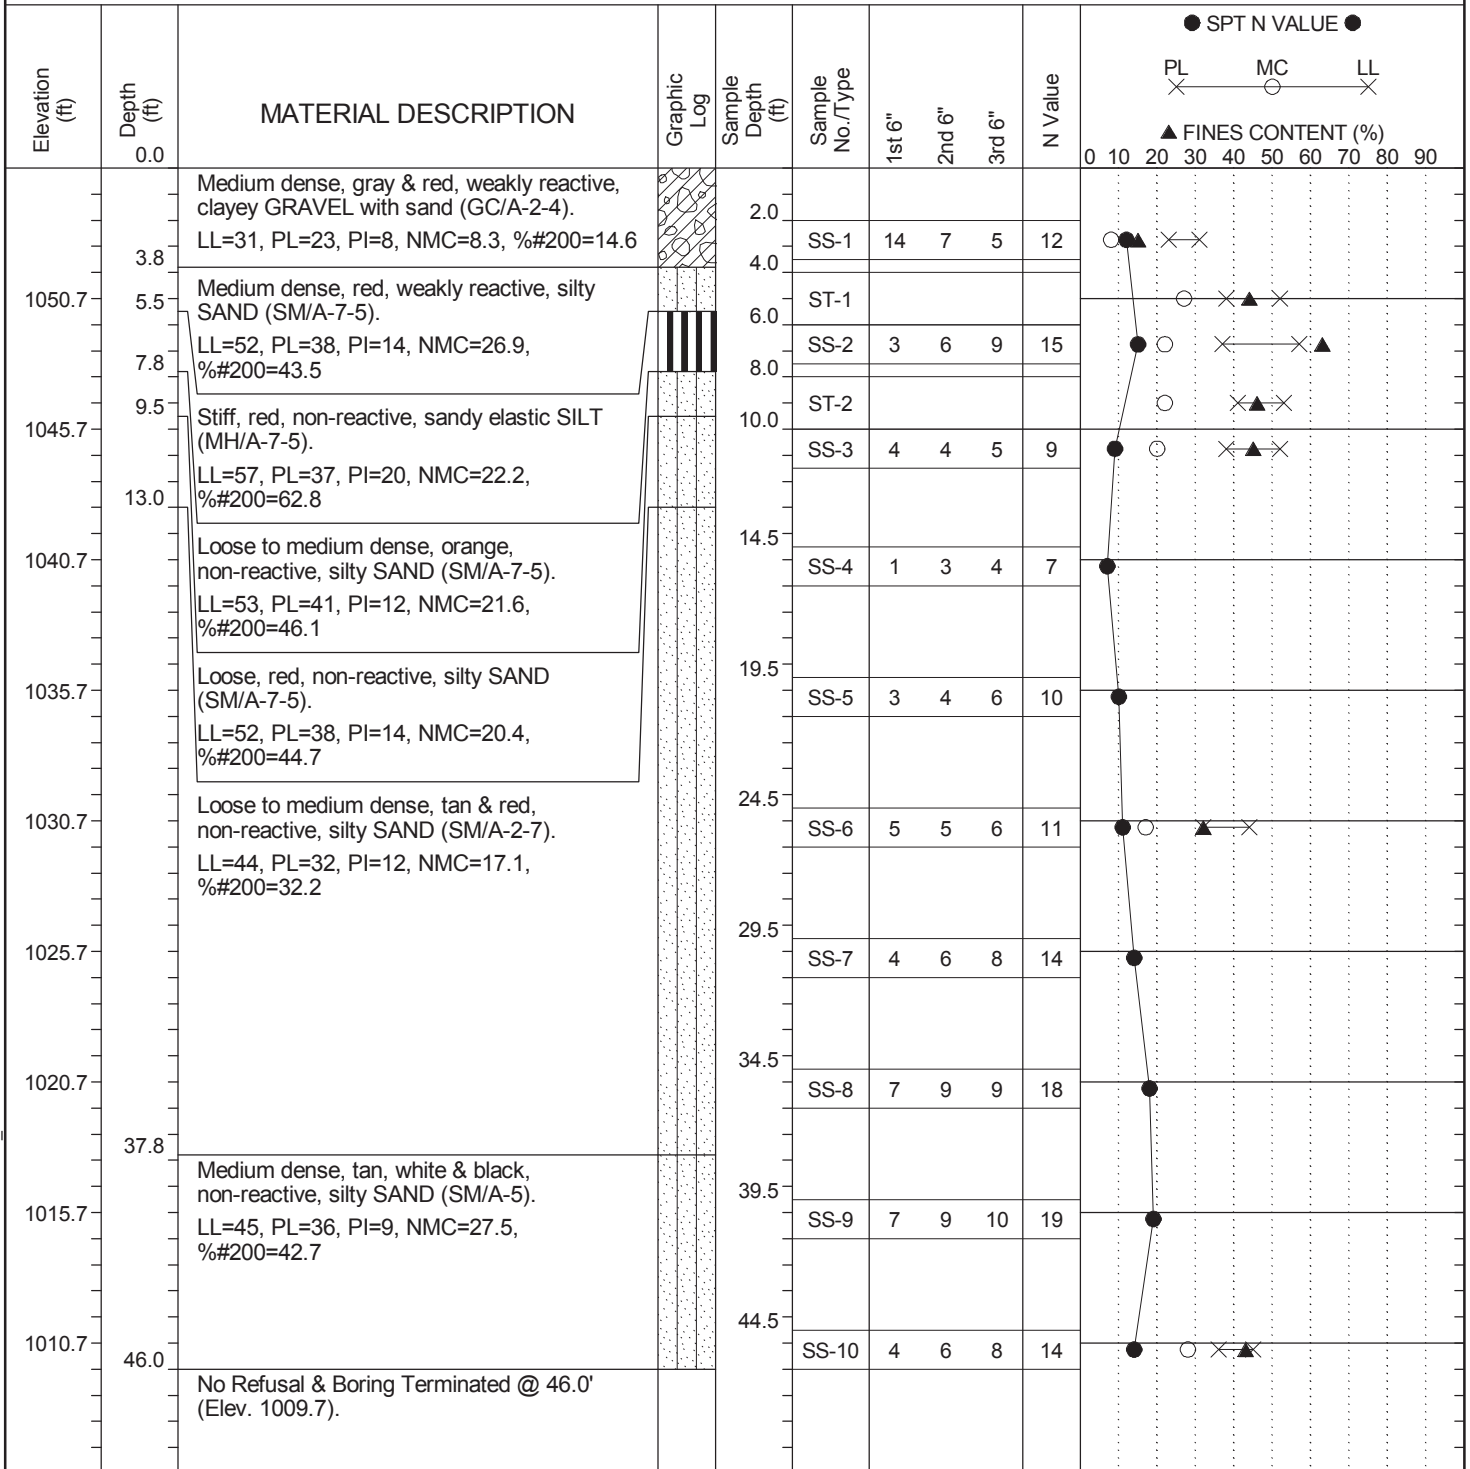 ● SPT N VALUE ●
PL MC LL
▲ FINES CONTENT (%)
0 10 20 30 40 50 60 70 80 90
Elevation
(ft)
Depth
(ft)
0.0
MATERIAL DESCRIPTION
Graphic
Log
Sample
Depth
(ft)
Sample
No./Type
1st 6"
2nd 6"
3rd 6"
N Value
Medium dense, gray & red, weakly reactive,
clayey GRAVEL with sand (GC/A-2-4).
LL=31, PL=23, PI=8, NMC=8.3, %#200=14.6
2.0
SS-1 14 7 5 12
3.8
4.0
Medium dense, red, weakly reactive, silty
SAND (SM/A-7-5).
LL=52, PL=38, PI=14, NMC=26.9,
%#200=43.5
1050.7
5.5
ST-1
6.0
SS-2 3 6 9 15
7.8
8.0
Stiff, red, non-reactive, sandy elastic SILT
(MH/A-7-5).
LL=57, PL=37, PI=20, NMC=22.2,
%#200=62.8
9.5
ST-2
10.0
1045.7
SS-3 4 4 5 9
13.0
Loose to medium dense, orange,
non-reactive, silty SAND (SM/A-7-5).
LL=53, PL=41, PI=12, NMC=21.6,
%#200=46.1
14.5
1040.7
SS-4 1 3 4 7
Loose, red, non-reactive, silty SAND
(SM/A-7-5).
LL=52, PL=38, PI=14, NMC=20.4,
%#200=44.7
19.5
1035.7
SS-5 3 4 6 10
Loose to medium dense, tan & red,
non-reactive, silty SAND (SM/A-2-7).
LL=44, PL=32, PI=12, NMC=17.1,
%#200=32.2
24.5
1030.7
SS-6 5 5 6 11
29.5
1025.7
SS-7 4 6 8 14
34.5
1020.7
SS-8 7 9 9 18
37.8
Medium dense, tan, white & black,
non-reactive, silty SAND (SM/A-5).
LL=45, PL=36, PI=9, NMC=27.5,
%#200=42.7
39.5
1015.7
SS-9 7 9 10 19
44.5
1010.7
SS-10 4 6 8 14
46.0
No Refusal & Boring Terminated @ 46.0'
(Elev. 1009.7).